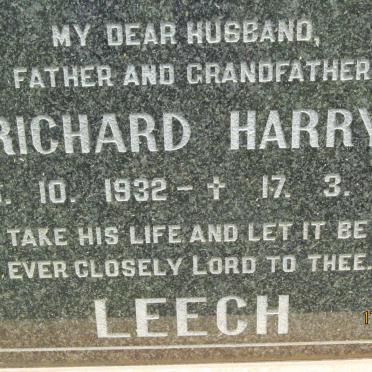 MY DEAR HUSBAND,
FATHER AND GRANDFATHER
RICHARD HARRY
. 10. 1932 - ✝ 17. 3.
TAKE HIS LIFE AND LET IT BE
EVER CLOSELY LORD TO THEE.
LEECH